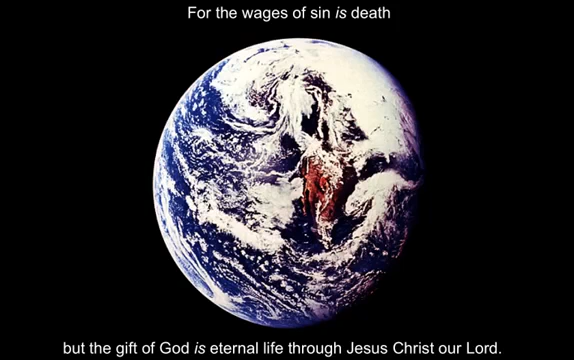 For the wages of sin is death
but the gift of God is eternal life through Jesus Christ our Lord.